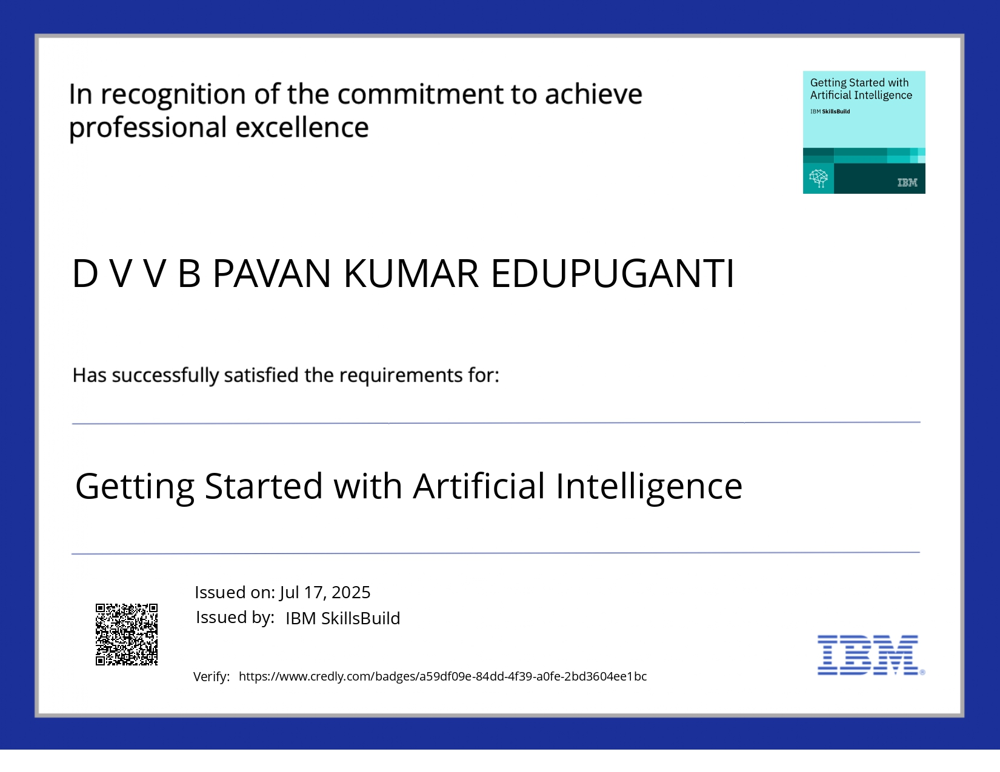 In recognition of the commitment to achieve
professional excellence
Getting Started with
Artificial Intelligence
IBM SkillsBuild
IBM
D V V B PAVAN KUMAR EDUPUGANTI
Has successfully satisfied the requirements for:
Getting Started with Artificial Intelligence
Issued on: Jul 17, 2025
Issued by: IBM SkillsBuild
IBM®
Verify: https://www.credly.com/badges/a59df09e-84dd-4f39-a0fe-2bd3604ee1bc